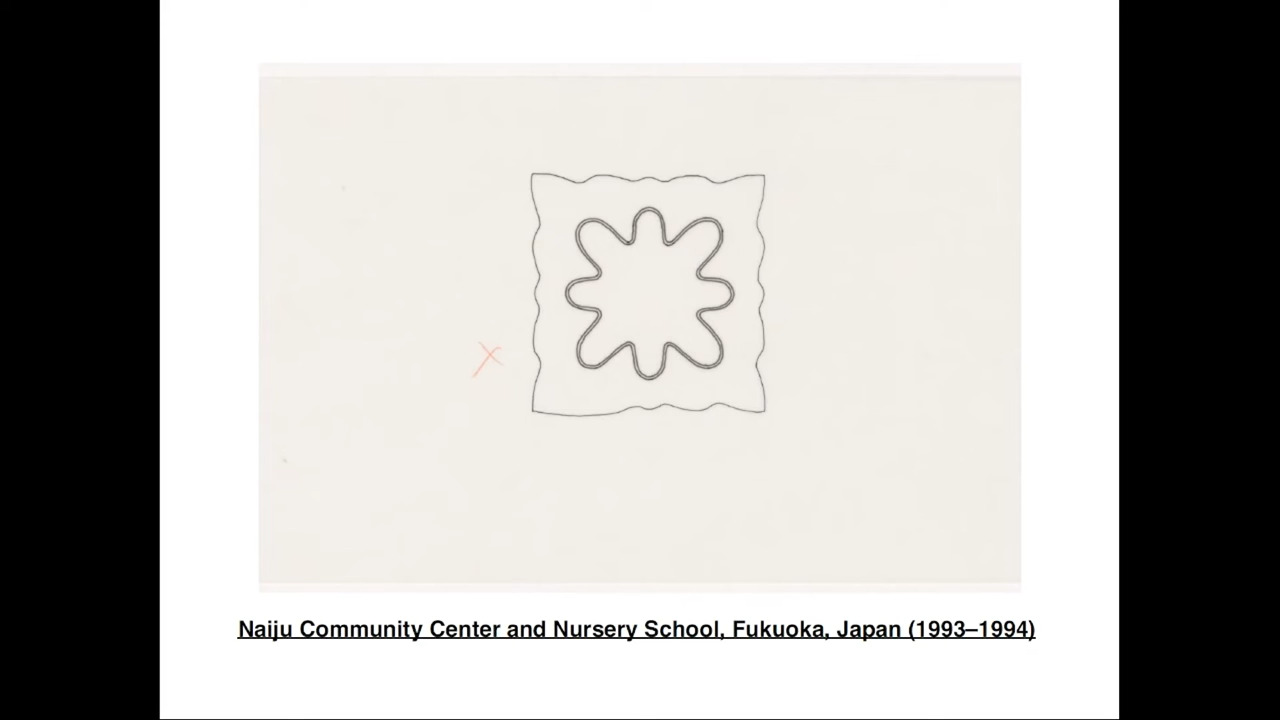 Naiju Community Center and Nursery School, Fukuoka, Japan (1993–1994)